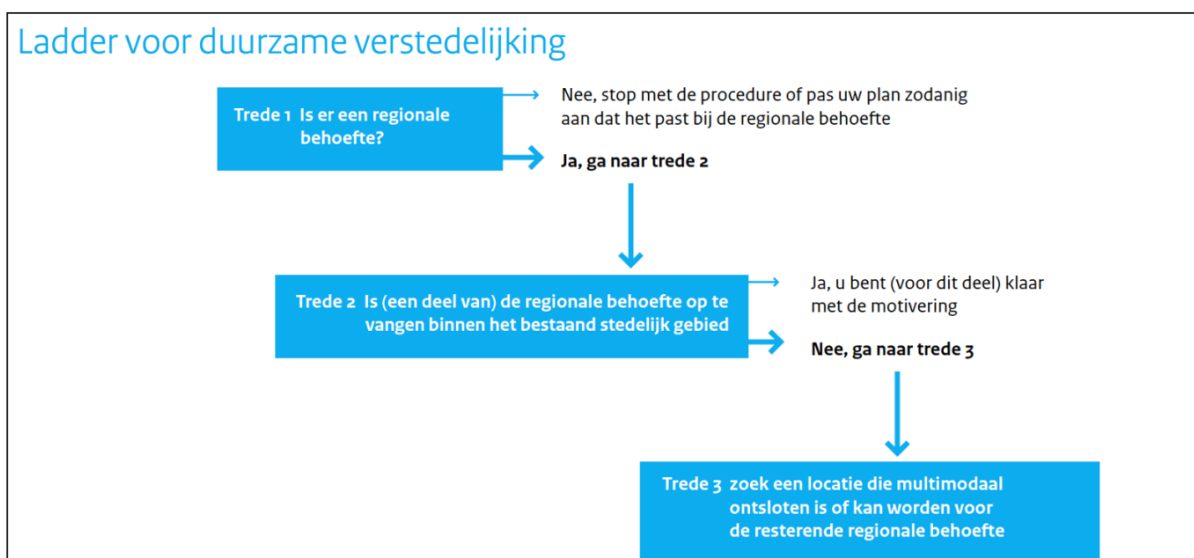 Ladder voor duurzame verstedelijking
Trede 1 Is er een regionale
behoefte?
Nee, stop met de procedure of pas uw plan zodanig
aan dat het past bij de regionale behoefte
Ja, ga naar trede 2
Trede 2 Is (een deel van) de regionale behoefte op te
vangen binnen het bestaand stedelijk gebied
Ja, u bent (voor dit deel) klaar
met de motivering
Nee, ga naar trede 3
Trede 3 zoek een locatie die multimodaal
ontsloten is of kan worden voor
de resterende regionale behoefte